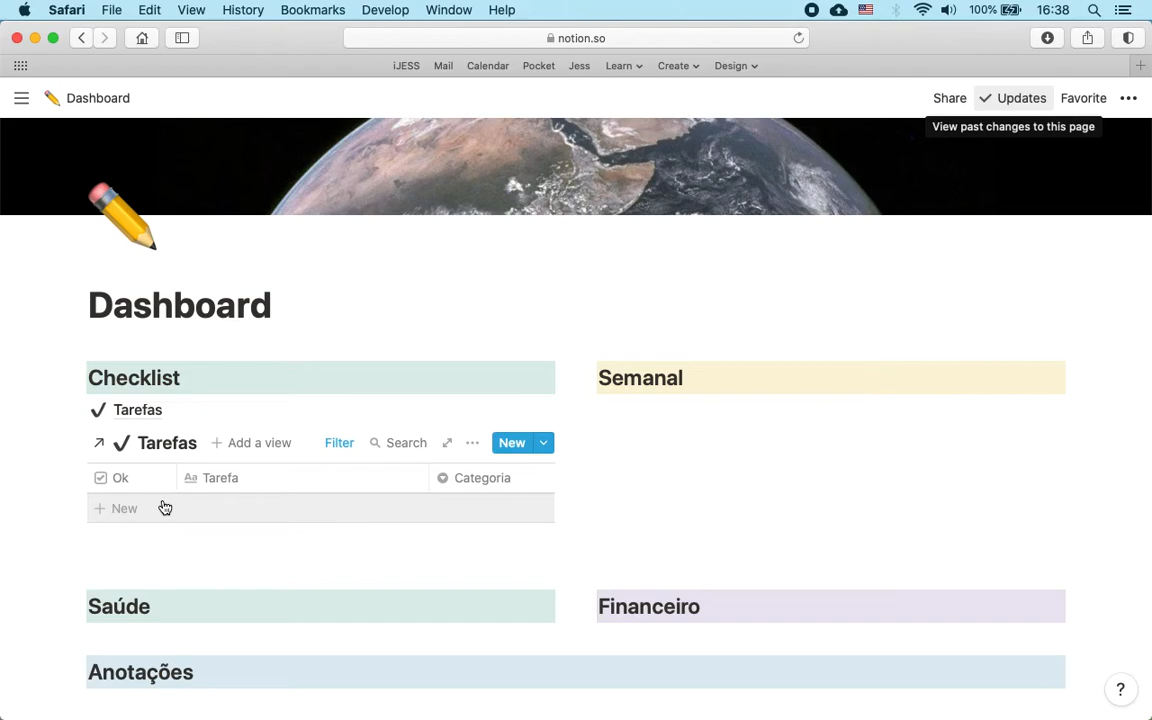 Safari File Edit View History Bookmarks Develop Window Help 100% 16:38
notion.so
iJESS Mail Calendar Pocket Jess Learn Create Design
Dashboard Share Updates Favorite •••
View past changes to this page
Dashboard
Checklist Semanal
Tarefas
Tarefas + Add a view Filter Search ••• New
Ok Aa Tarefa Categoria
+ New
Saúde Financeiro
Anotações
?